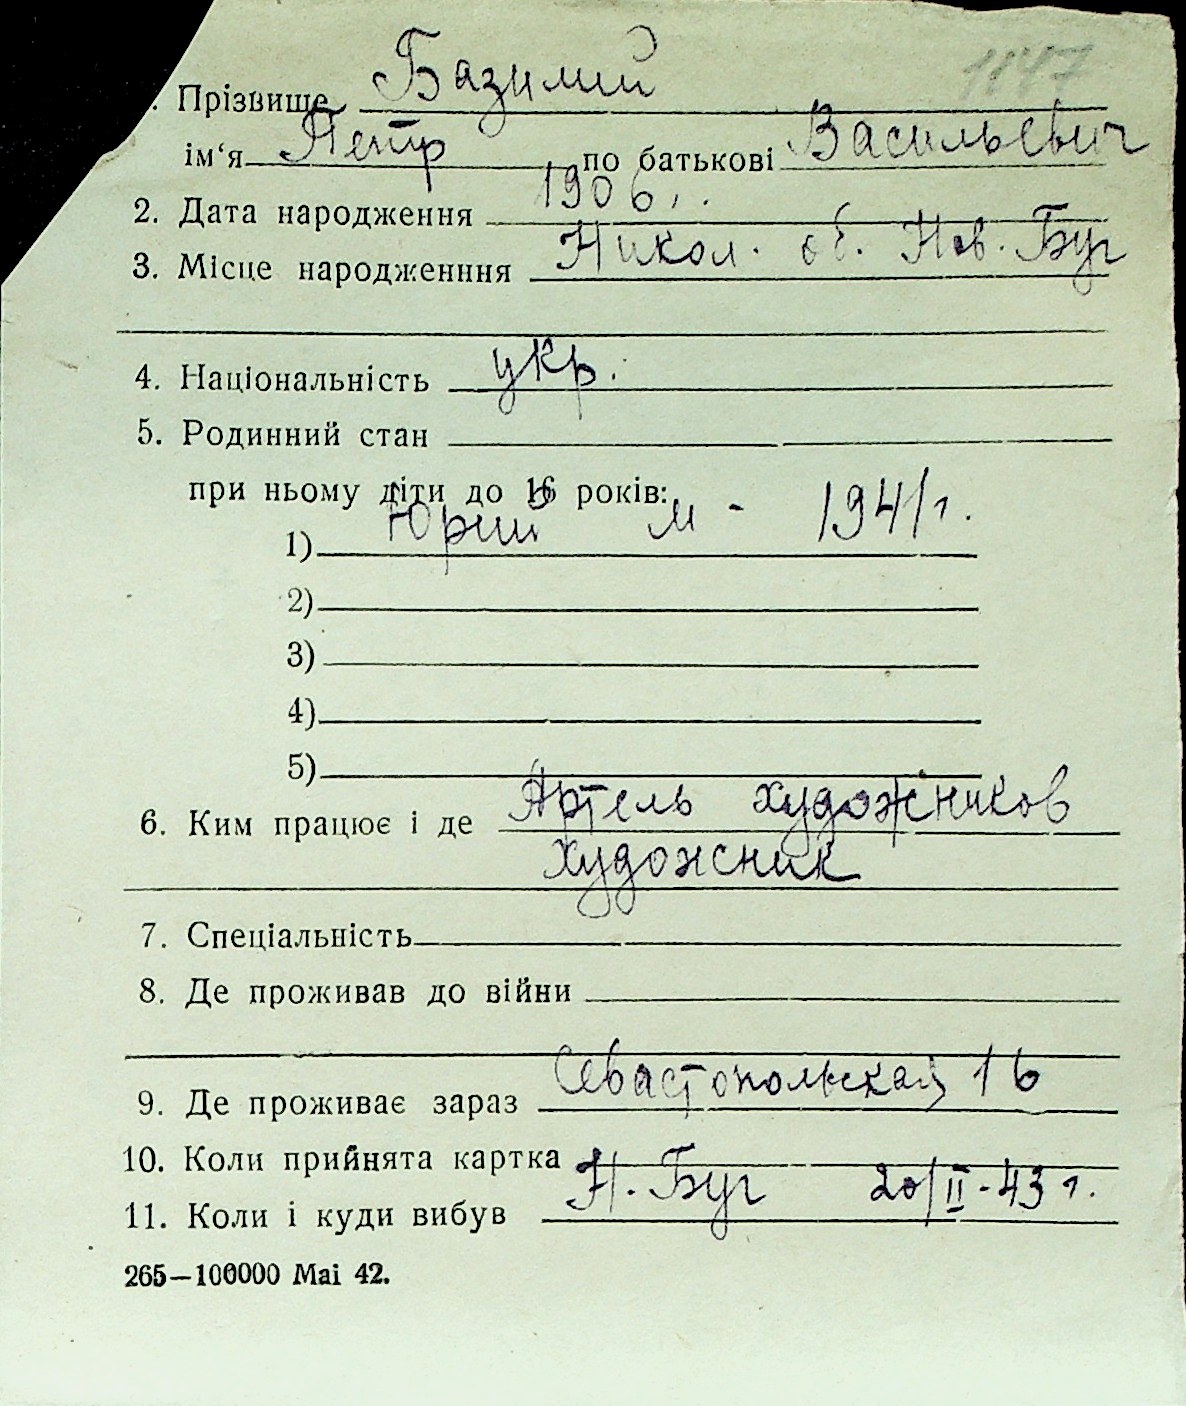 1847
. Прізвище Базилий
ім‘я Петр по батькові Васильевич
2. Дата народження 1906 г.
3. Місце народженння Никол. об. Нов. Буг
4. Національність укр.
5. Родинний стан
при ньому діти до 16 років:
1) Юрий м - 1941 г.
2)
3)
4)
5)
6. Ким працює і де Артель художников
художник
7. Спеціальність
8. Де проживав до війни
9. Де проживає зараз Севастопольская 16
10. Коли прийнята картка
11. Коли і куди вибув Н. Буг 20/II-43 г.
265—100000 Маі 42.